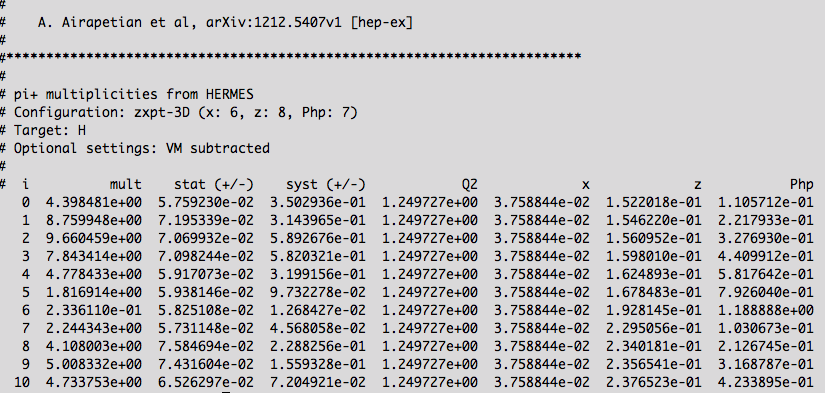 #
#    A. Airapetian et al, arXiv:1212.5407v1 [hep-ex]
#
#***********************************************************************
#
# pi+ multiplicities from HERMES
# Configuration: zxpt-3D (x: 6, z: 8, Php: 7)
# Target: H
# Optional settings: VM subtracted
#
#  i          mult    stat (+/-)    syst (+/-)            Q2             x             z           Php
   0  4.398481e+00  5.759230e-02  3.502936e-01  1.249727e+00  3.758844e-02  1.522018e-01  1.105712e-01
   1  8.759948e+00  7.195339e-02  3.143965e-01  1.249727e+00  3.758844e-02  1.546220e-01  2.217933e-01
   2  9.660459e+00  7.069932e-02  5.892676e-01  1.249727e+00  3.758844e-02  1.560952e-01  3.276930e-01
   3  7.843414e+00  7.098244e-02  5.820321e-01  1.249727e+00  3.758844e-02  1.598010e-01  4.409912e-01
   4  4.778433e+00  5.917073e-02  3.199156e-01  1.249727e+00  3.758844e-02  1.624893e-01  5.817642e-01
   5  1.816914e+00  5.938146e-02  9.732278e-02  1.249727e+00  3.758844e-02  1.678483e-01  7.926040e-01
   6  2.336110e-01  5.825108e-02  1.268427e-02  1.249727e+00  3.758844e-02  1.928145e-01  1.188888e+00
   7  2.244343e+00  5.731148e-02  4.568058e-02  1.249727e+00  3.758844e-02  2.295056e-01  1.030673e-01
   8  4.108003e+00  7.584694e-02  2.288256e-01  1.249727e+00  3.758844e-02  2.340181e-01  2.126745e-01
   9  5.008332e+00  7.431604e-02  1.559328e-01  1.249727e+00  3.758844e-02  2.356541e-01  3.168787e-01
  10  4.733753e+00  6.526297e-02  7.204921e-02  1.249727e+00  3.758844e-02  2.376523e-01  4.233895e-01